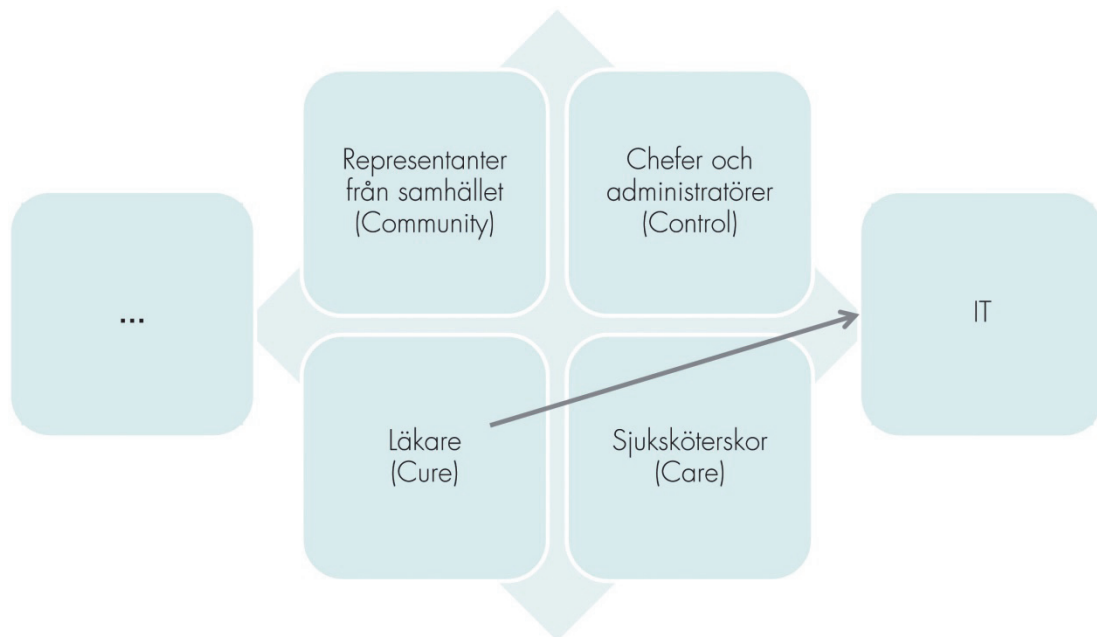 Representanter
från samhället
(Community)
Chefer och
administratörer
(Control)
...
IT
Läkare
(Cure)
Sjuksköterskor
(Care)